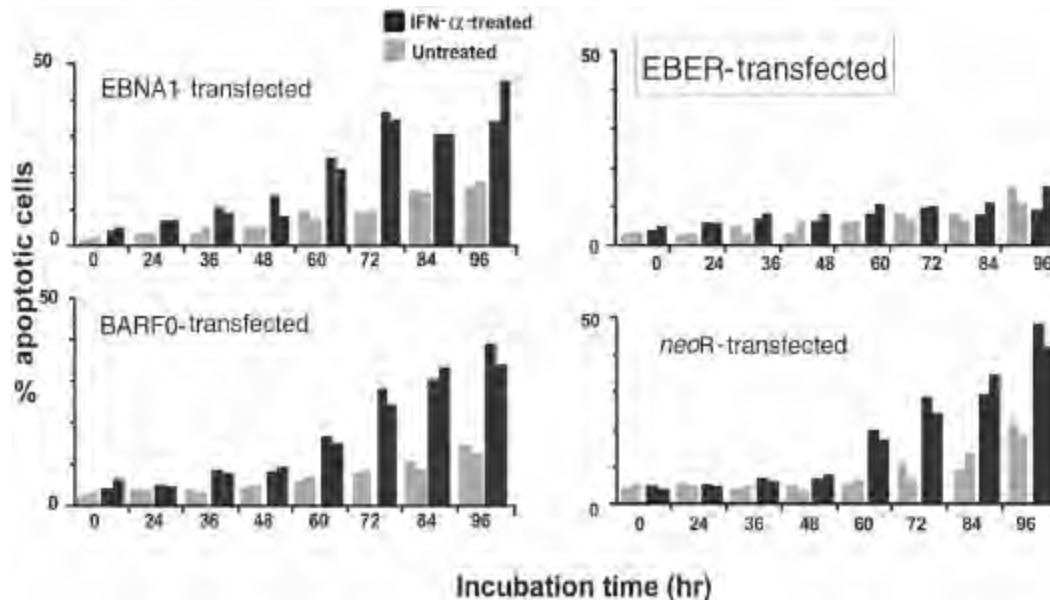 IFN-α-treated
Untreated
50
EBNA1-transfected
0
0 24 36 48 60 72 84 96
50
EBER-transfected
0
0 24 36 48 60 72 84 96
50
BARF0-transfected
0
0 24 36 48 60 72 84 96
50
neoR-transfected
0
0 24 36 48 60 72 84 96
% apoptotic cells
Incubation time (hr)